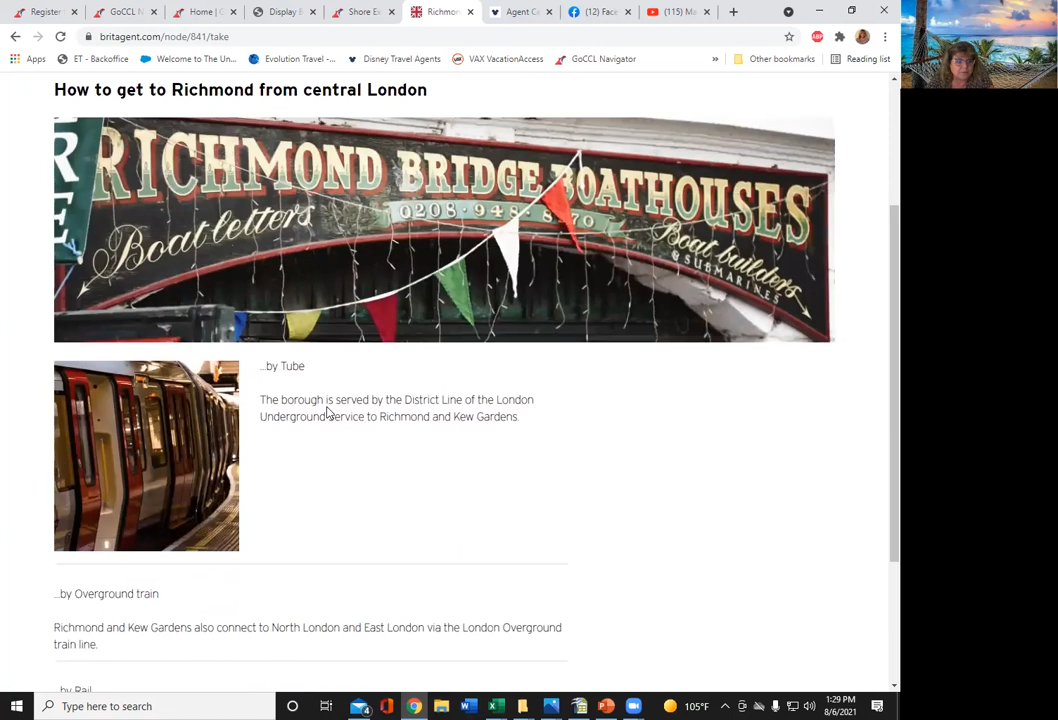 Register
GoCCL N
Home | G
Display B
Shore Ex
Richmon
Agent Ce
(12) Face
(115) Ma
britagent.com/node/841/take
Apps
ET - Backoffice
Welcome to The Un...
Evolution Travel -...
Disney Travel Agents
VAX VacationAccess
GoCCL Navigator
»
Other bookmarks
Reading list
How to get to Richmond from central London
RICHMOND BRIDGE BOATHOUSES
Boat letters
Boat builders
& SUBMARINES
...by Tube
The borough is served by the District Line of the London
Underground service to Richmond and Kew Gardens.
...by Overground train
Richmond and Kew Gardens also connect to North London and East London via the London Overground
train line.
...by Rail
Type here to search
105°F
1:29 PM
8/6/2021